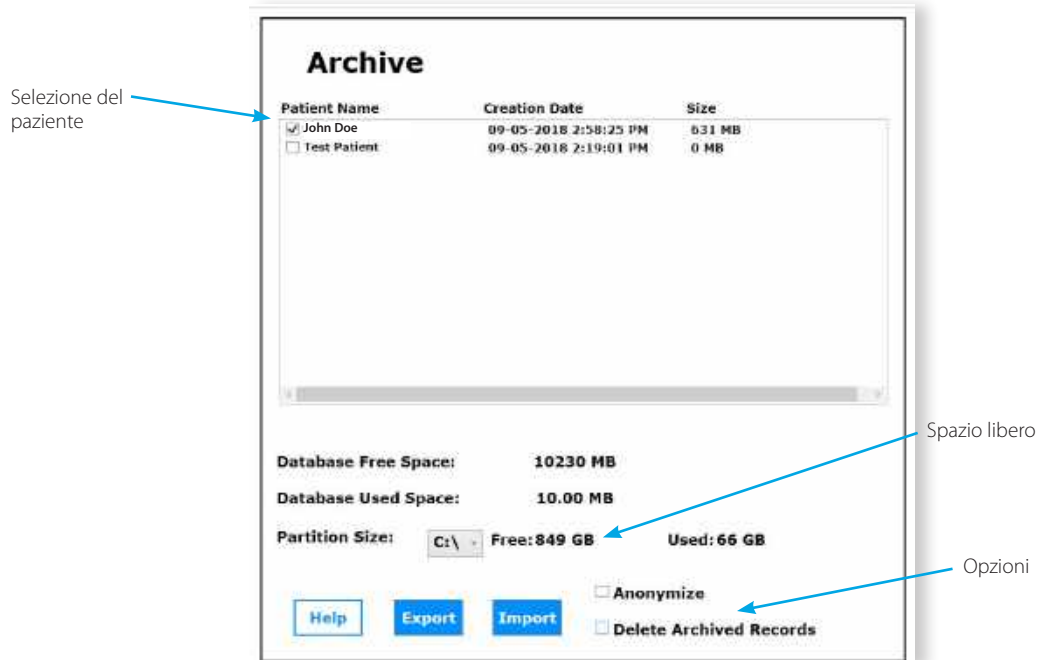 Archive
Selezione del
paziente
Patient Name Creation Date Size
John Doe 09-05-2018 2:58:25 PM 631 MB
Test Patient 09-05-2018 2:19:01 PM 0 MB
Spazio libero
Database Free Space: 10230 MB
Database Used Space: 10.00 MB
Partition Size: C:\ Free: 849 GB Used: 66 GB
Opzioni
Anonymize
Help Export Import
Delete Archived Records